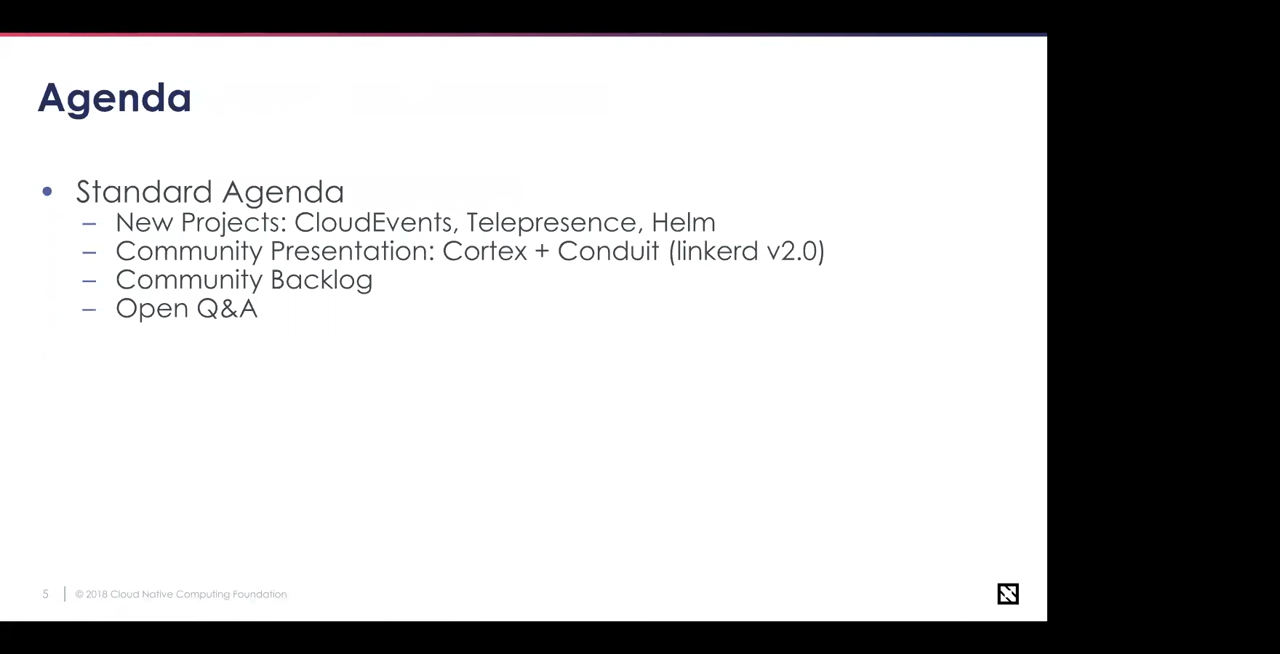 Agenda
• Standard Agenda
– New Projects: CloudEvents, Telepresence, Helm
– Community Presentation: Cortex + Conduit (linkerd v2.0)
– Community Backlog
– Open Q&A
5 | © 2018 Cloud Native Computing Foundation